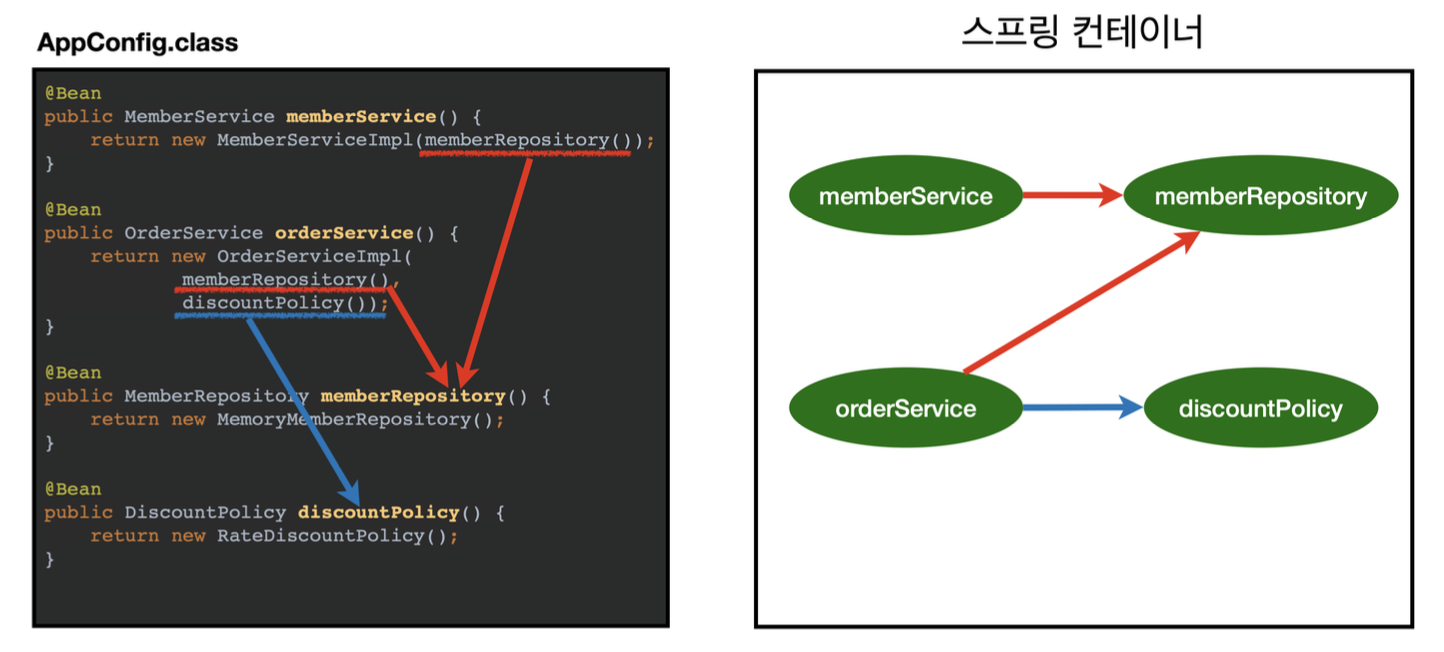 AppConfig.class
@Bean
public MemberService memberService() {
    return new MemberServiceImpl(memberRepository());
}
@Bean
public OrderService orderService() {
    return new OrderServiceImpl(
            memberRepository(),
            discountPolicy());
}
@Bean
public MemberRepository memberRepository() {
    return new MemoryMemberRepository();
}
@Bean
public DiscountPolicy discountPolicy() {
    return new RateDiscountPolicy();
}
스프링 컨테이너
memberService
memberRepository
orderService
discountPolicy